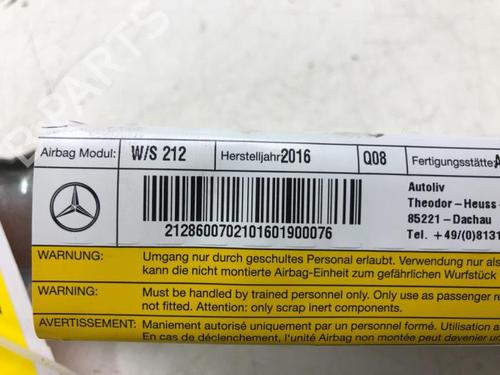 Airbag Modul: W/S 212 Herstelljahr 2016 Q08 Fertigungsstätte: A
Autoliv
Theodor - Heuss -
85221 - Dachau
Tel. +49/(0)8131
2128600702101601900076
WARNUNG: Umgang nur durch geschultes Personal erlaubt. Verwendung nur als
kann die nicht montierte Airbag-Einheit zum gefährlichen Wurfstück
WARNING: Must be handled by trained personnel only. Only use as passenger r
not fitted. Attention: only scrap inert components.
AVERTISSEMENT: Maniement autorisé uniquement par un personnel formé. Utilisation a
En cas de déclenchement, l'unité Airbag non montée peut devenir un
B-PARTS